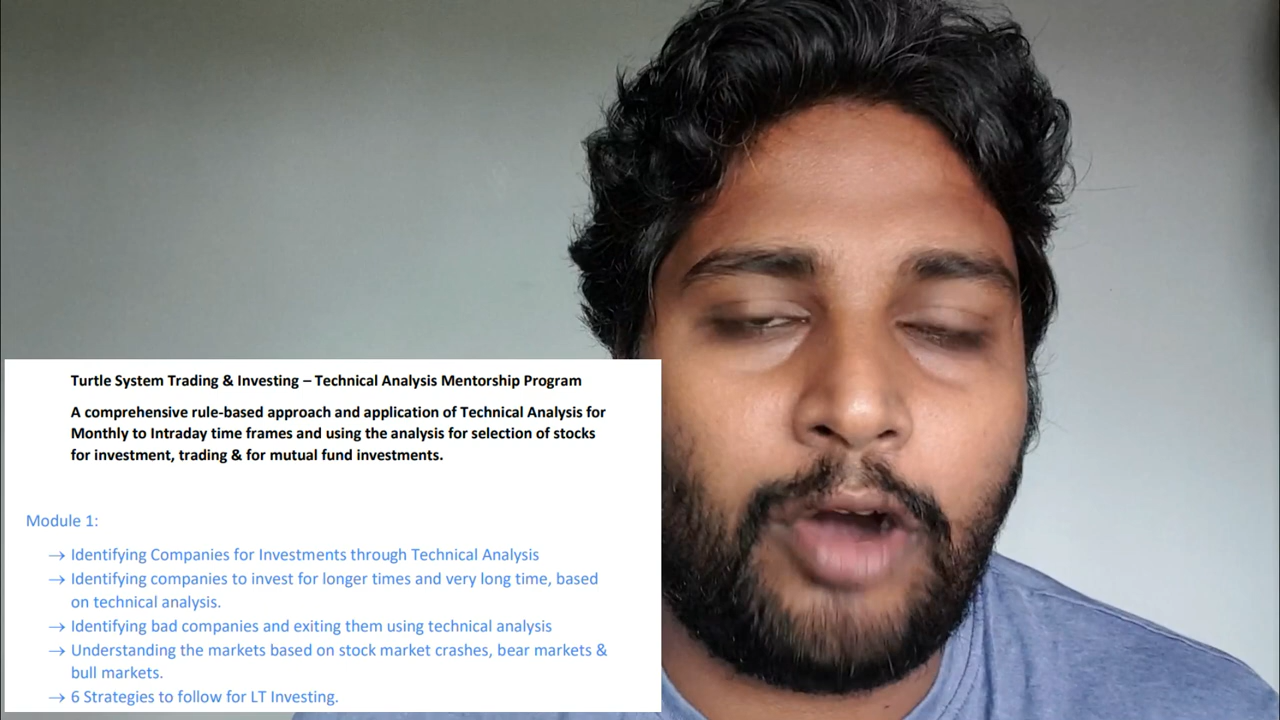 Turtle System Trading & Investing – Technical Analysis Mentorship Program
A comprehensive rule-based approach and application of Technical Analysis for
Monthly to Intraday time frames and using the analysis for selection of stocks
for investment, trading & for mutual fund investments.
Module 1:
→ Identifying Companies for Investments through Technical Analysis
→ Identifying companies to invest for longer times and very long time, based
on technical analysis.
→ Identifying bad companies and exiting them using technical analysis
→ Understanding the markets based on stock market crashes, bear markets &
bull markets.
→ 6 Strategies to follow for LT Investing.